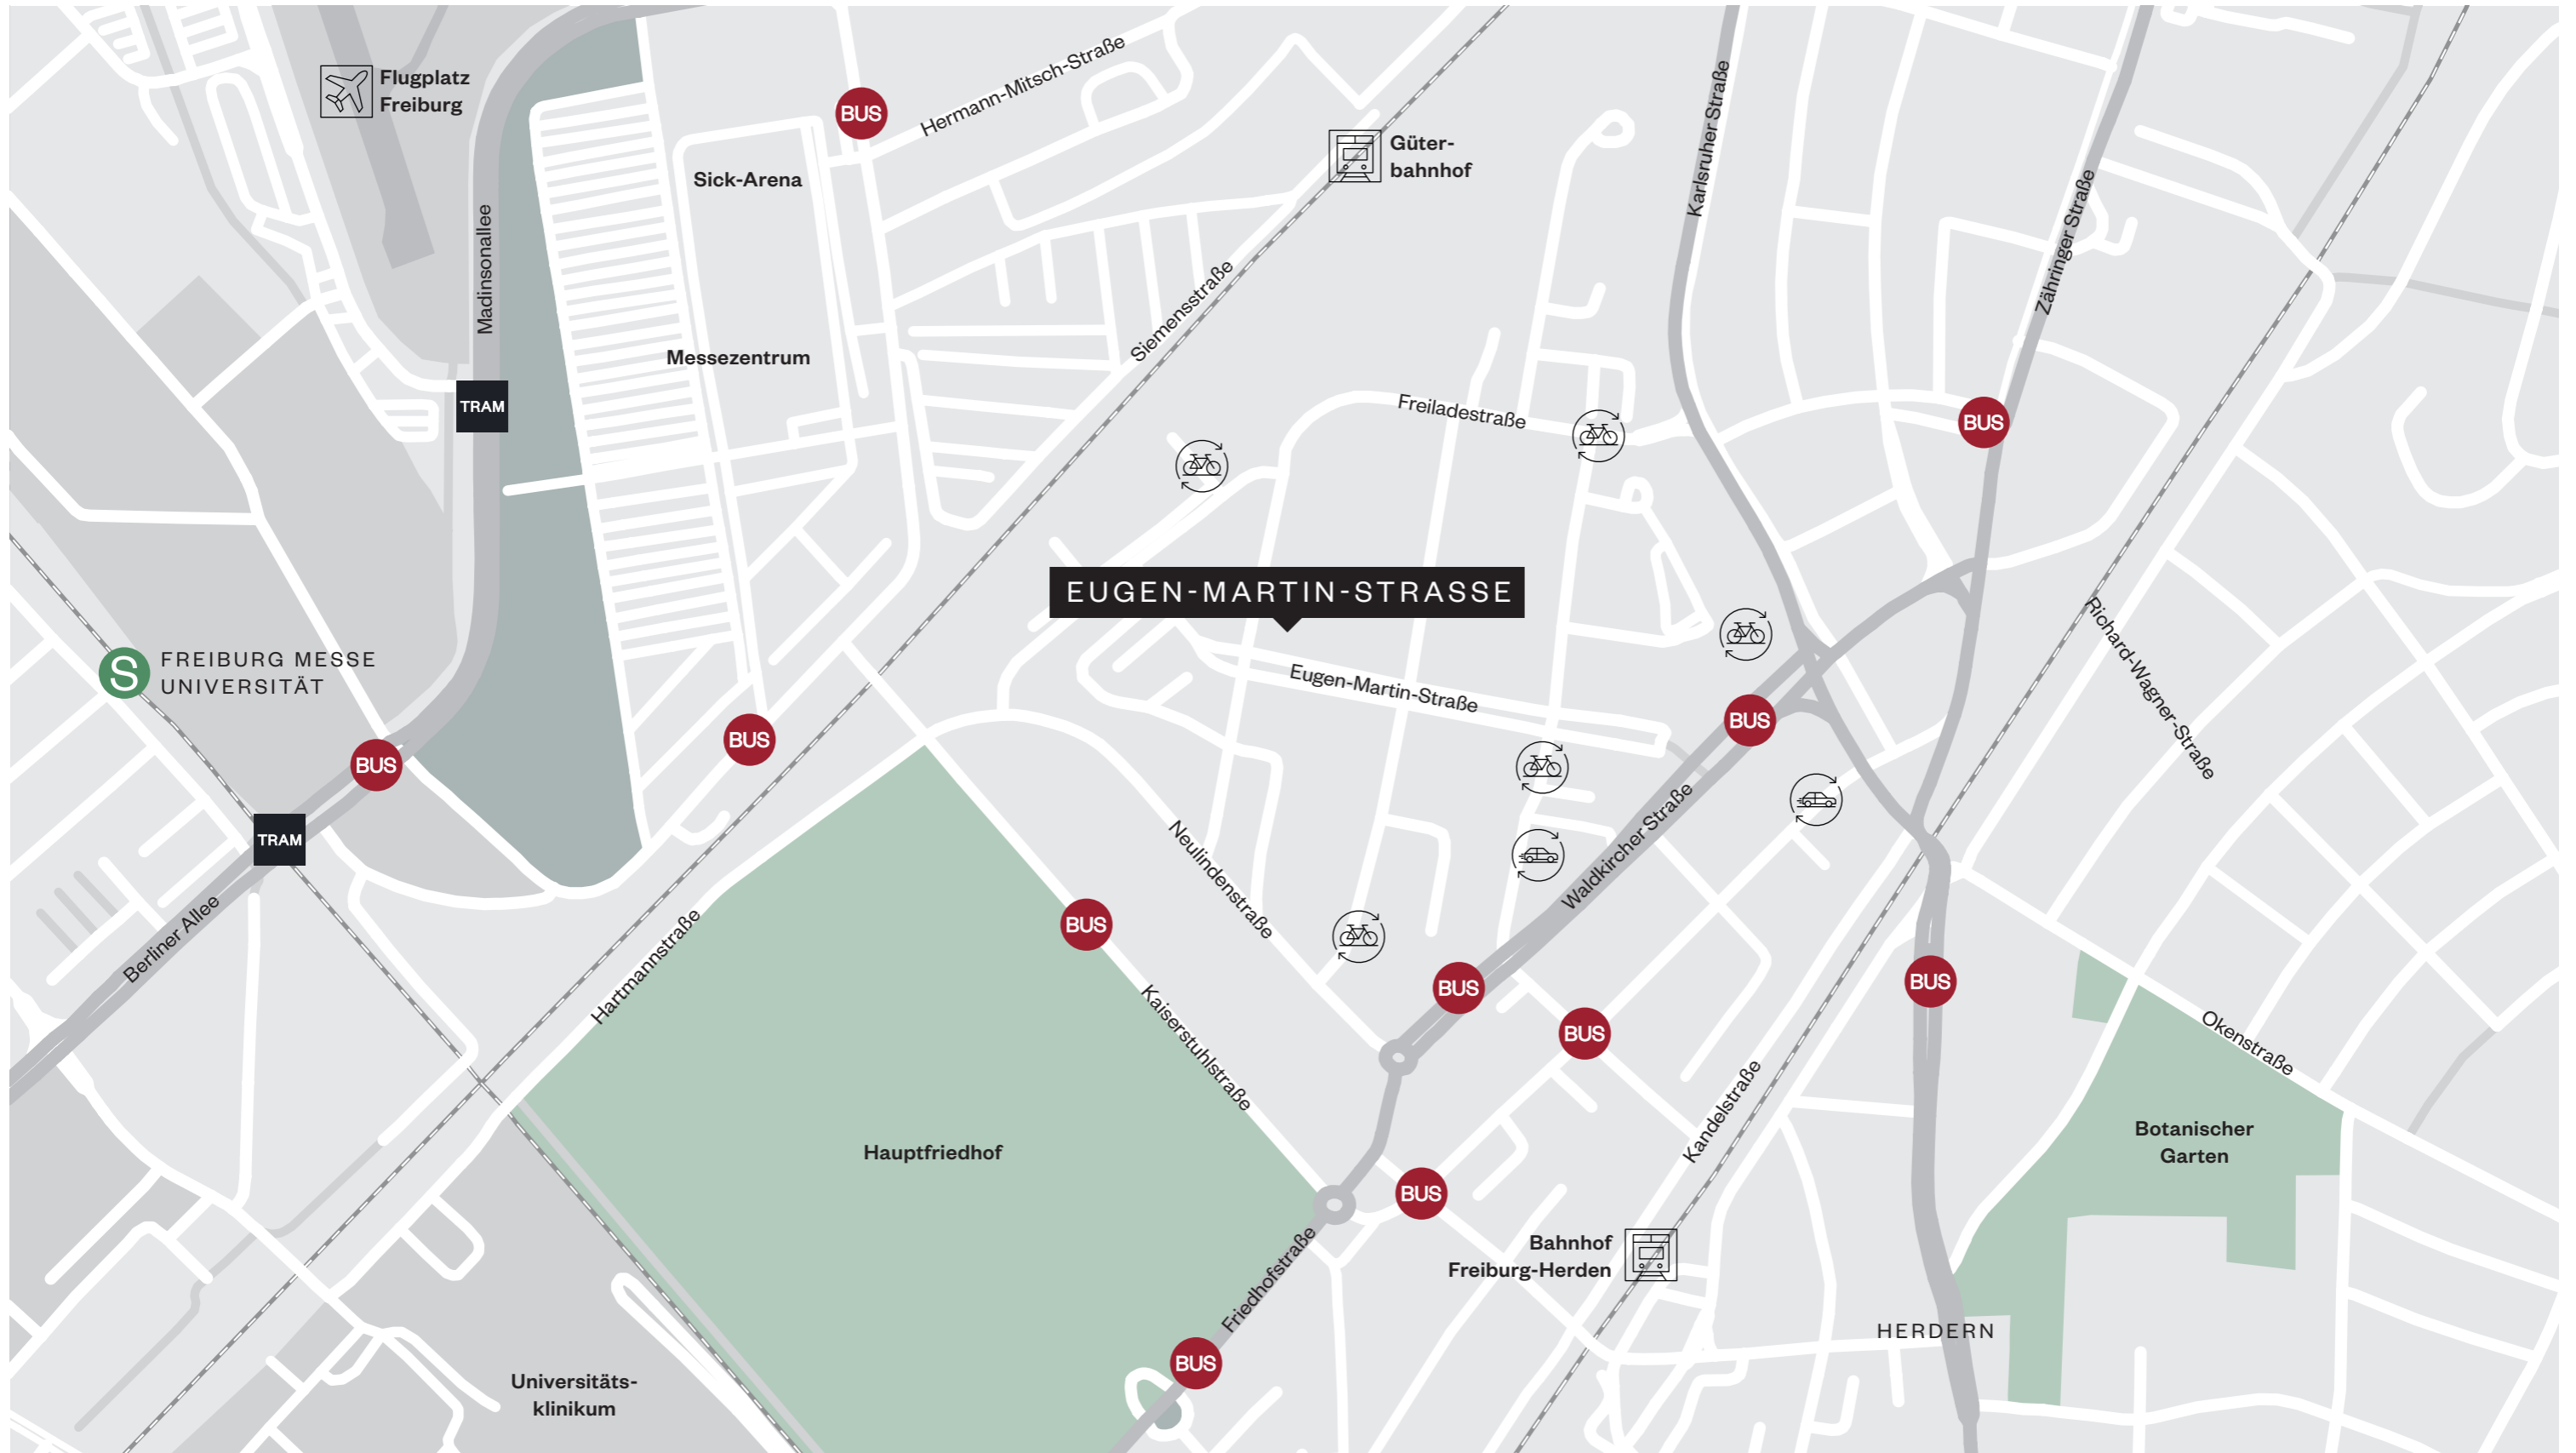 Flugplatz
Freiburg
BUS
Hermann-Mitsch-Straße
Güter-
bahnhof
Karlsruher Straße
Sick-Arena
Zähringer Straße
Madinsonallee
Siemensstraße
Messezentrum
TRAM
Freiladestraße
BUS
EUGEN-MARTIN-STRASSE
Richard-Wagner-Straße
FREIBURG MESSE
UNIVERSITÄT
S
Eugen-Martin-Straße
BUS
BUS
BUS
TRAM
Neulindenstraße
Waldkircher Straße
Berliner Allee
Hartmannstraße
BUS
BUS
BUS
BUS
Kaiserstuhlstraße
Okenstraße
Kandelstraße
Hauptfriedhof
Botanischer
Garten
BUS
Bahnhof
Freiburg-Herden
Friedhofstraße
HERDERN
BUS
Universitäts-
klinikum